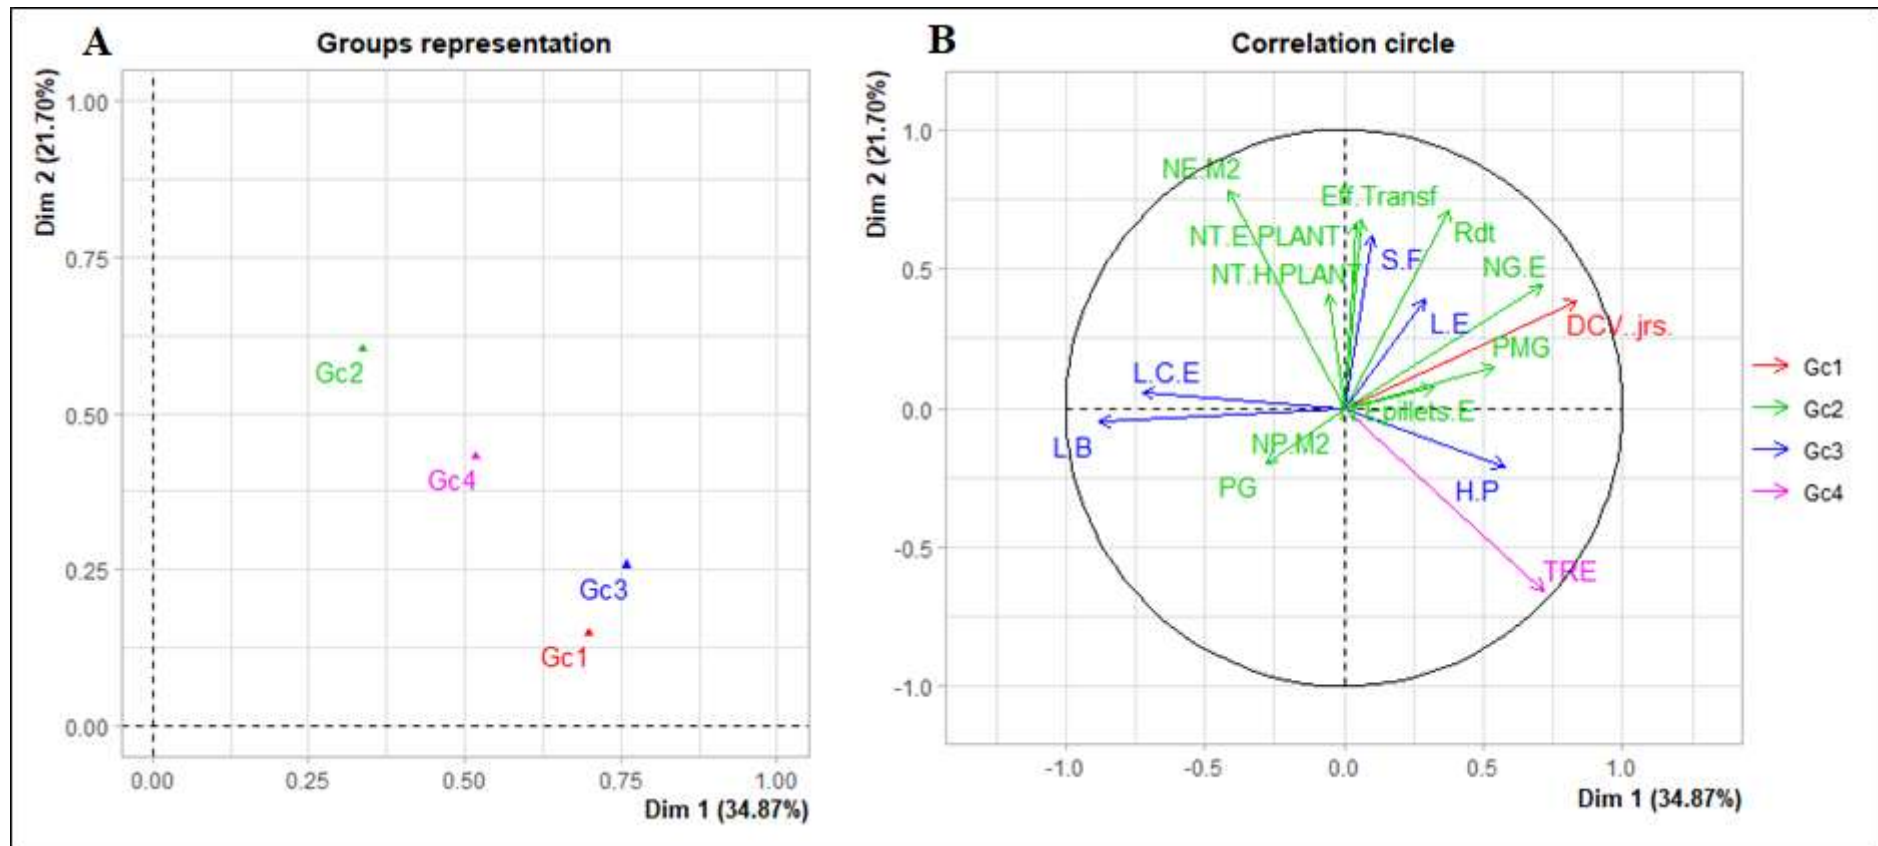 A
Groups representation
Dim 2 (21.70%)
1.00
0.75
0.50
0.25
0.00
Gc2
Gc4
Gc3
Gc1
0.00
0.25
0.50
0.75
1.00
Dim 1 (34.87%)
B
Correlation circle
Dim 2 (21.70%)
1.0
0.5
0.0
-0.5
-1.0
NE.M2
Eff.Transf
NT.E.PLANT
Rdt
S.F
NT.H.PLANT
NG.E
L.E
DCV..jrs.
PMG
L.C.E
pillets.E
L.B
NP.M2
PG
H.P
TRE
-1.0
-0.5
0.0
0.5
1.0
Dim 1 (34.87%)
Gc1
Gc2
Gc3
Gc4